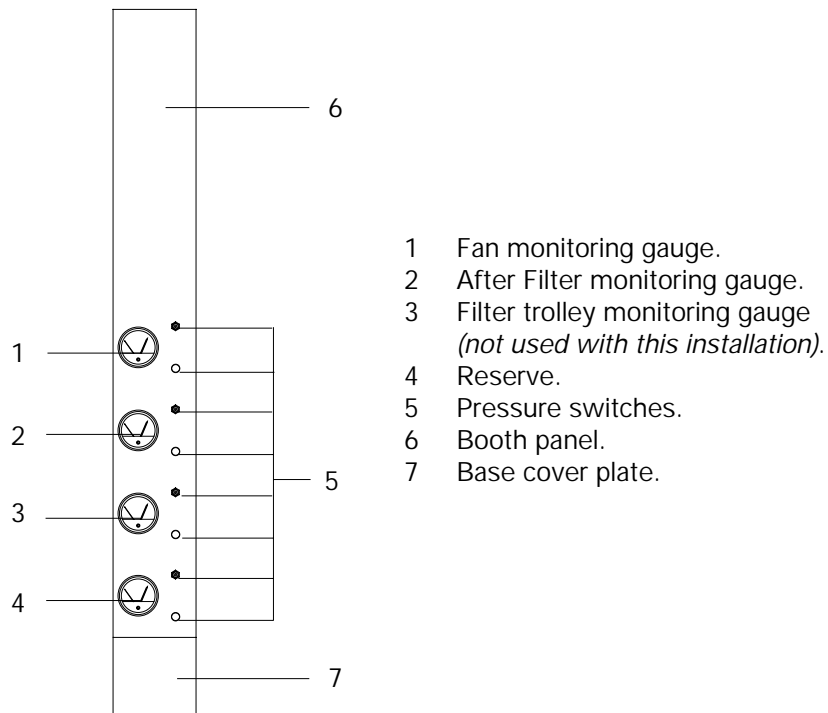 6
1
2
3
4
5
7
1 Fan monitoring gauge.
2 After Filter monitoring gauge.
3 Filter trolley monitoring gauge
(not used with this installation).
4 Reserve.
5 Pressure switches.
6 Booth panel.
7 Base cover plate.